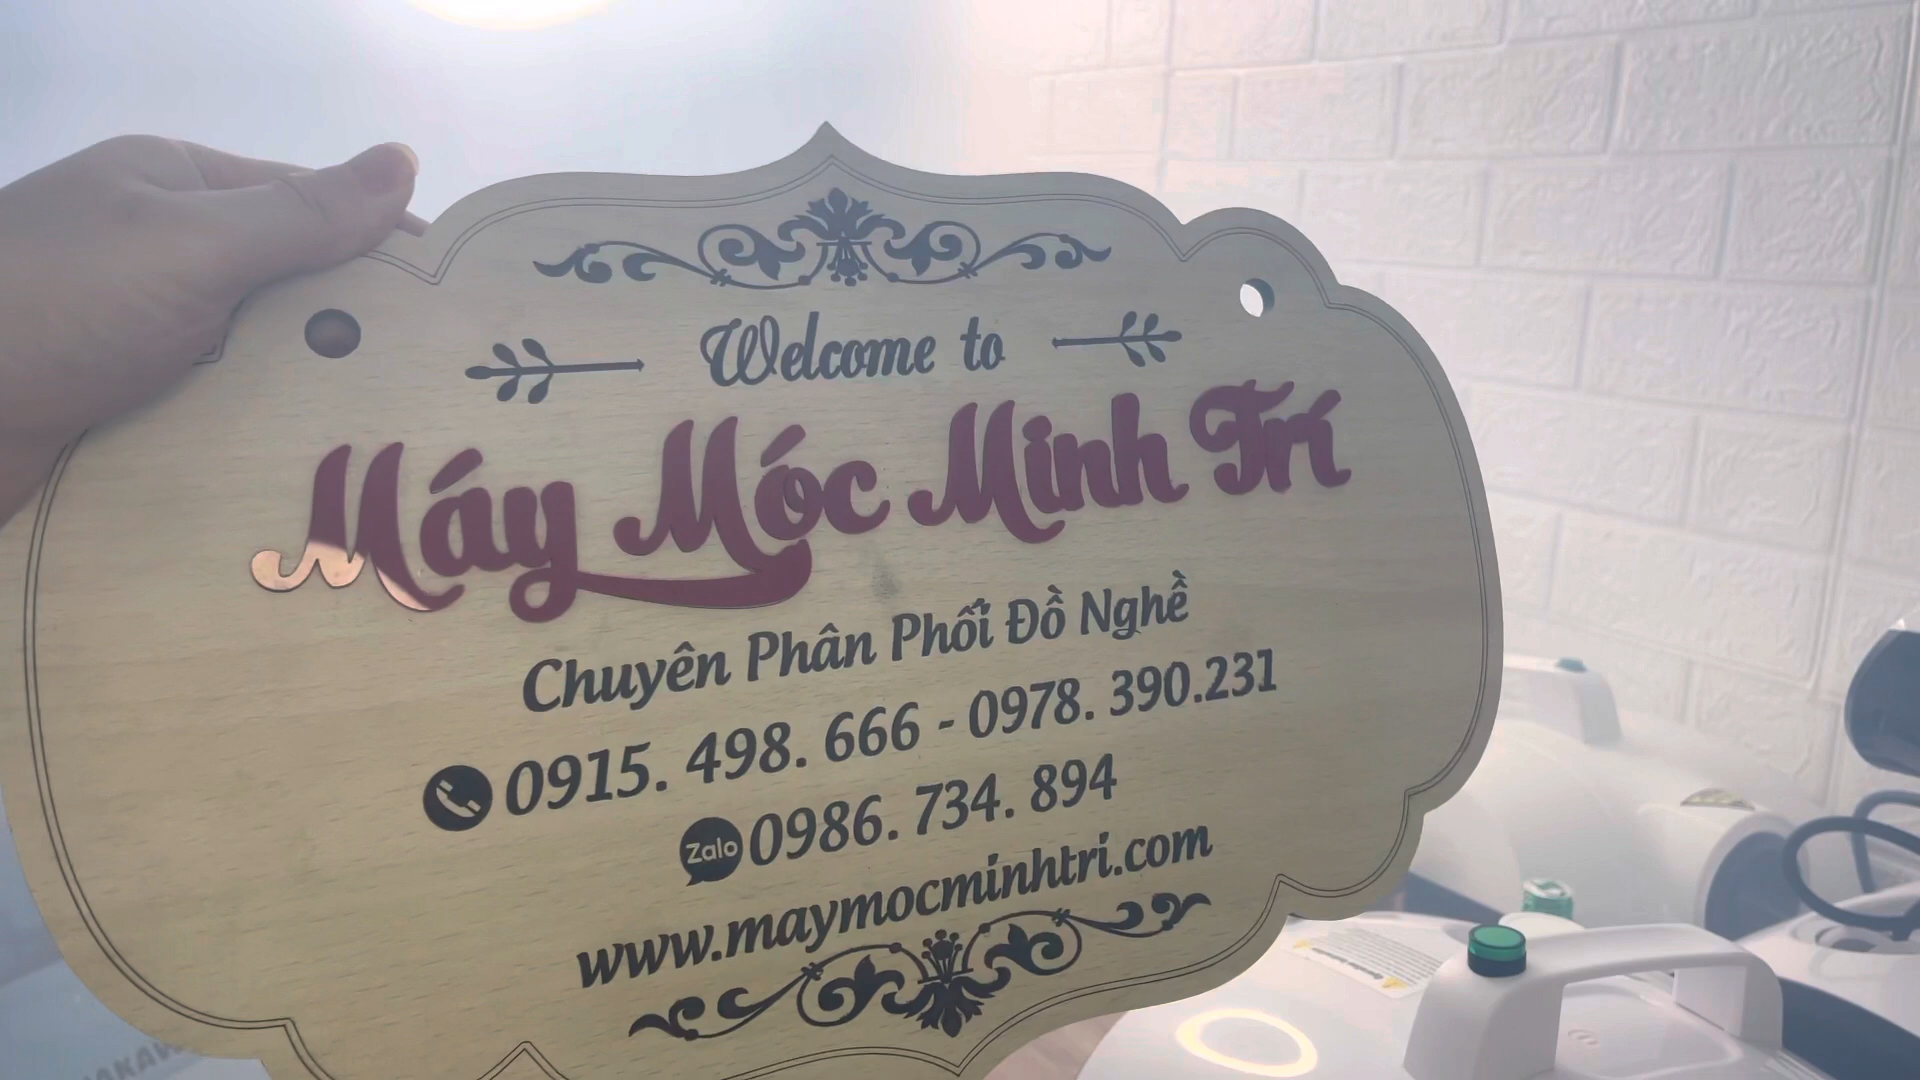 Welcome to
Máy Móc Minh Trí
Chuyên Phân Phối Đồ Nghề
0915. 498. 666 - 0978. 390.231
Zalo 0986. 734. 894
www.maymocminhtri.com